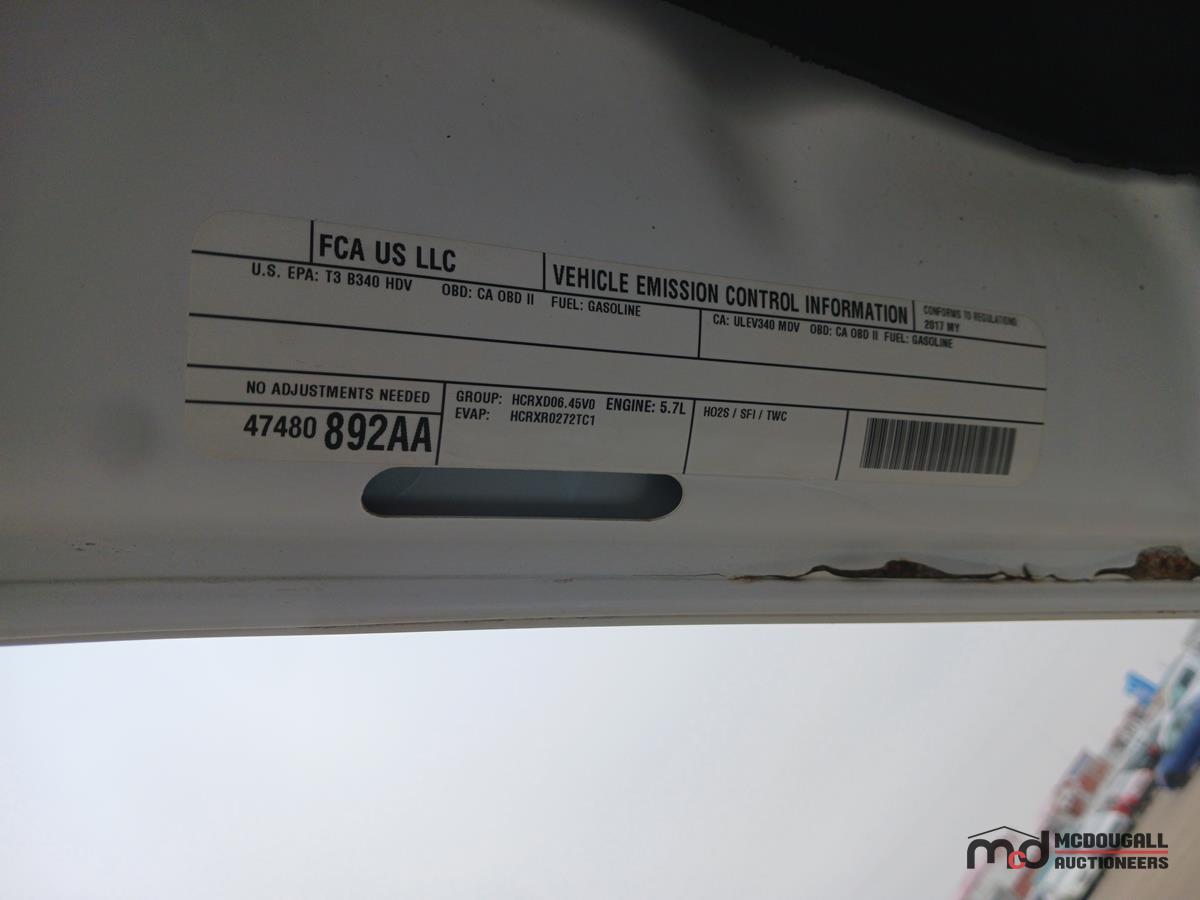 FCA US LLC
VEHICLE EMISSION CONTROL INFORMATION
CONFORMS TO REGULATIONS:
2017 MY
U.S. EPA: T3 B340 HDV OBD: CA OBD II FUEL: GASOLINE
CA: ULEV340 MDV OBD: CA OBD II FUEL: GASOLINE
NO ADJUSTMENTS NEEDED
47480 892AA
GROUP: HCRXD06.45V0 ENGINE: 5.7L
EVAP: HCRXR0272TC1
HO2S / SFI / TWC
mcd MCDOUGALL
AUCTIONEERS